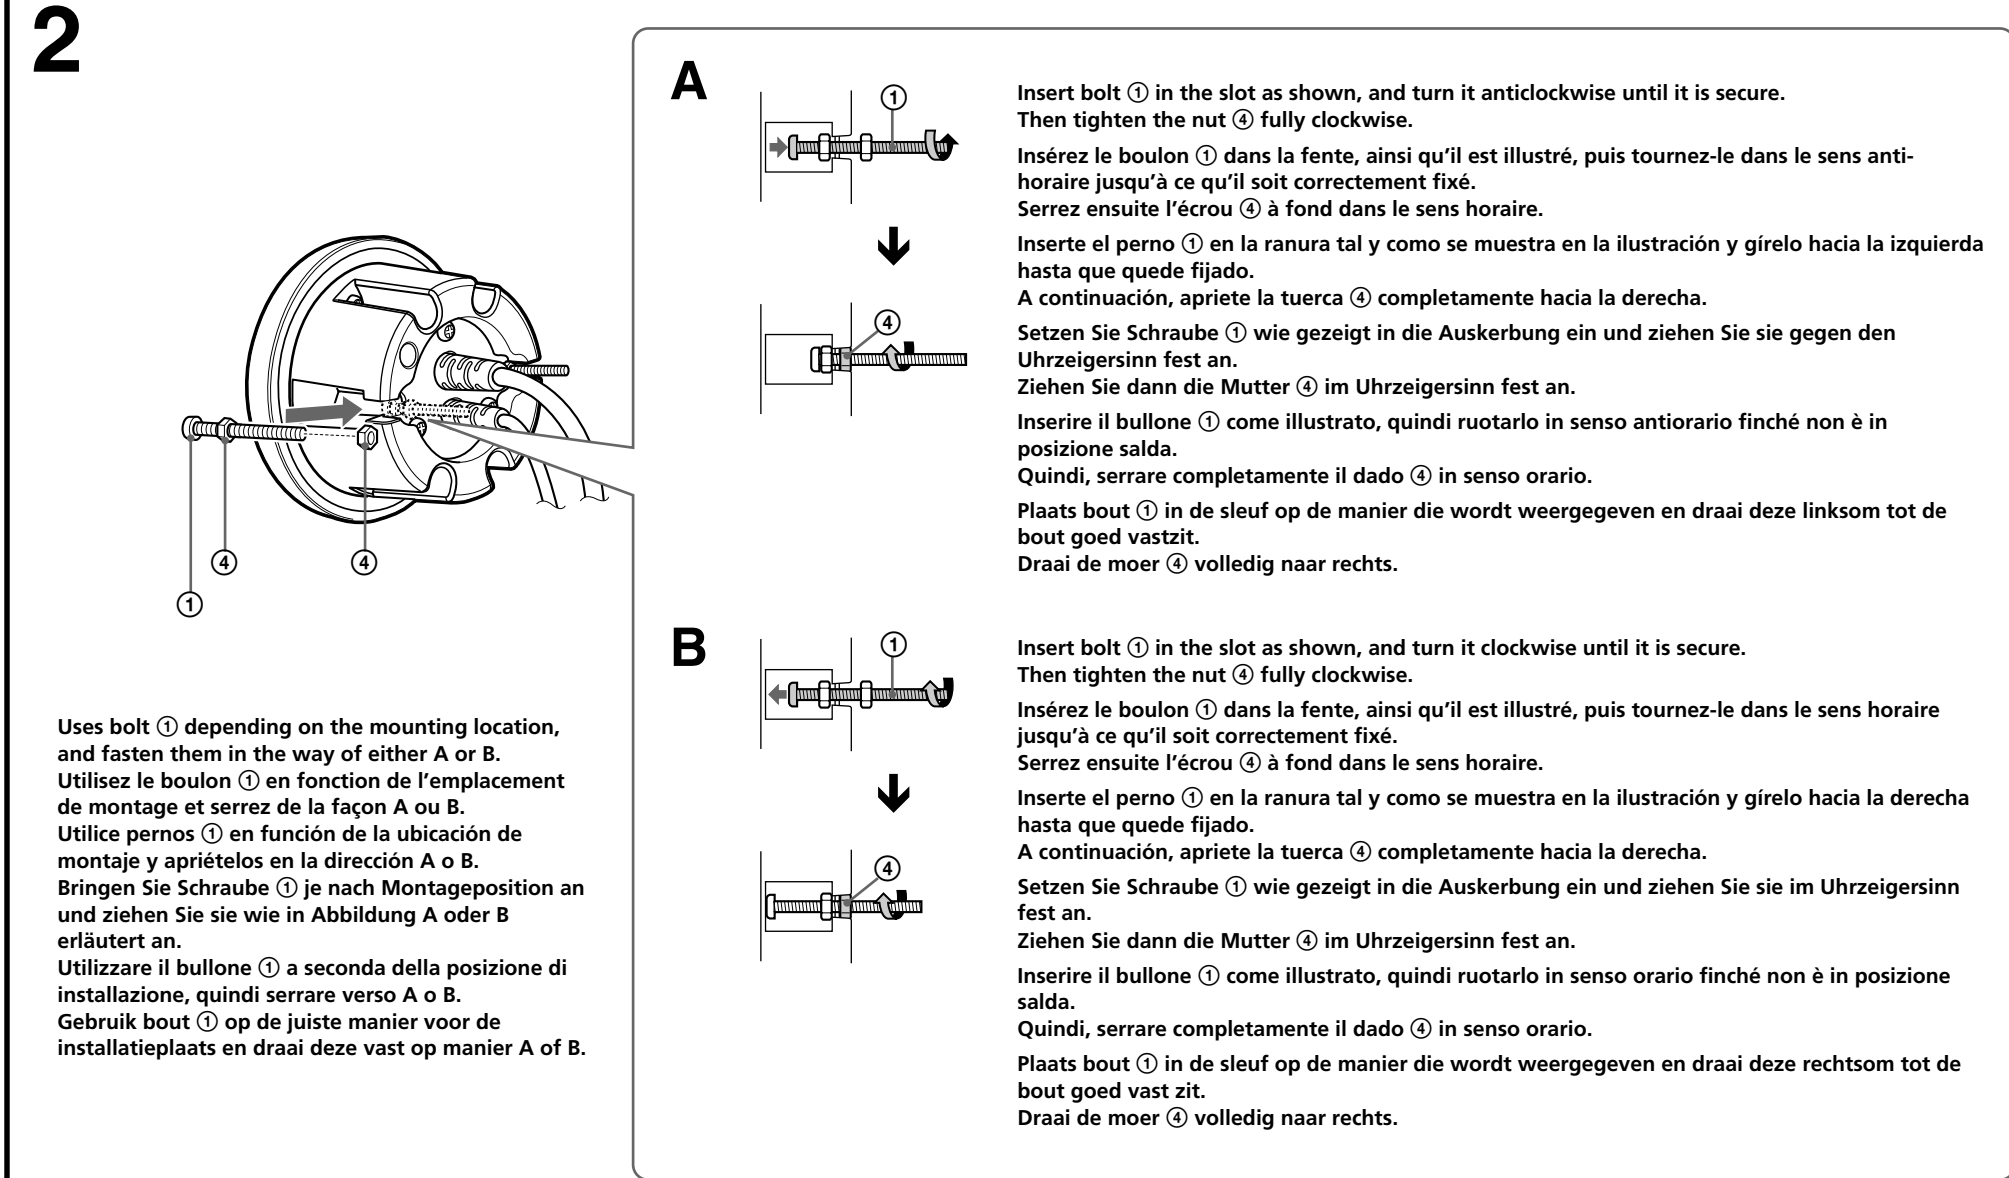 2
④
④
①
Uses bolt ① depending on the mounting location,
and fasten them in the way of either A or B.
Utilisez le boulon ① en fonction de l’emplacement
de montage et serrez de la façon A ou B.
Utilice pernos ① en función de la ubicación de
montaje y apriételos en la dirección A o B.
Bringen Sie Schraube ① je nach Montageposition an
und ziehen Sie sie wie in Abbildung A oder B
erläutert an.
Utilizzare il bullone ① a seconda della posizione di
installazione, quindi serrare verso A o B.
Gebruik bout ① op de juiste manier voor de
installatieplaats en draai deze vast op manier A of B.
A
①
④
Insert bolt ① in the slot as shown, and turn it anticlockwise until it is secure.
Then tighten the nut ④ fully clockwise.
Insérez le boulon ① dans la fente, ainsi qu’il est illustré, puis tournez-le dans le sens anti-
horaire jusqu’à ce qu’il soit correctement fixé.
Serrez ensuite l’écrou ④ à fond dans le sens horaire.
Inserte el perno ① en la ranura tal y como se muestra en la ilustración y gírelo hacia la izquierda
hasta que quede fijado.
A continuación, apriete la tuerca ④ completamente hacia la derecha.
Setzen Sie Schraube ① wie gezeigt in die Auskerbung ein und ziehen Sie sie gegen den
Uhrzeigersinn fest an.
Ziehen Sie dann die Mutter ④ im Uhrzeigersinn fest an.
Inserire il bullone ① come illustrato, quindi ruotarlo in senso antiorario finché non è in
posizione salda.
Quindi, serrare completamente il dado ④ in senso orario.
Plaats bout ① in de sleuf op de manier die wordt weergegeven en draai deze linksom tot de
bout goed vastzit.
Draai de moer ④ volledig naar rechts.
B
①
④
Insert bolt ① in the slot as shown, and turn it clockwise until it is secure.
Then tighten the nut ④ fully clockwise.
Insérez le boulon ① dans la fente, ainsi qu’il est illustré, puis tournez-le dans le sens horaire
jusqu’à ce qu’il soit correctement fixé.
Serrez ensuite l’écrou ④ à fond dans le sens horaire.
Inserte el perno ① en la ranura tal y como se muestra en la ilustración y gírelo hacia la derecha
hasta que quede fijado.
A continuación, apriete la tuerca ④ completamente hacia la derecha.
Setzen Sie Schraube ① wie gezeigt in die Auskerbung ein und ziehen Sie sie im Uhrzeigersinn
fest an.
Ziehen Sie dann die Mutter ④ im Uhrzeigersinn fest an.
Inserire il bullone ① come illustrato, quindi ruotarlo in senso orario finché non è in posizione
salda.
Quindi, serrare completamente il dado ④ in senso orario.
Plaats bout ① in de sleuf op de manier die wordt weergegeven en draai deze rechtsom tot de
bout goed vast zit.
Draai de moer ④ volledig naar rechts.